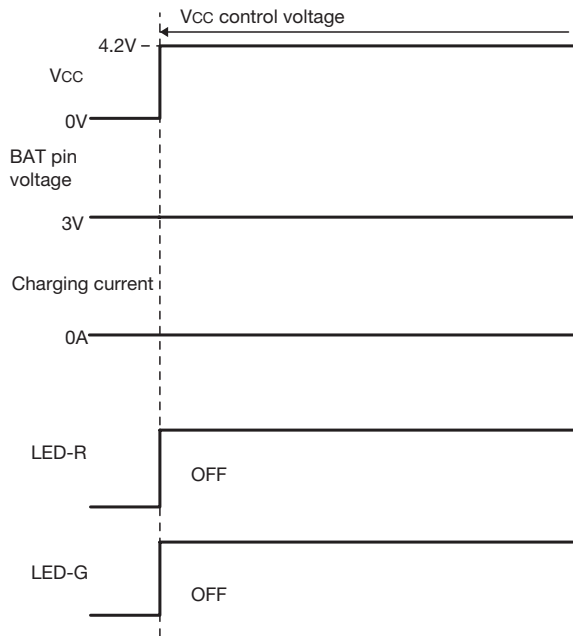 VCC control voltage
4.2V
VCC
0V
BAT pin
voltage
3V
Charging current
0A
LED-R
OFF
LED-G
OFF